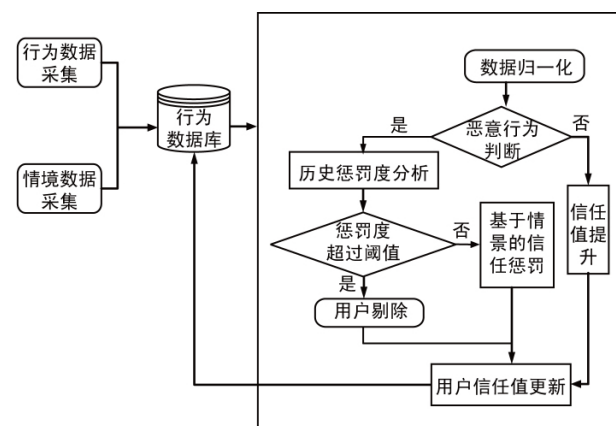 行为数据
采集
情境数据
采集
行为
数据库
数据归一化
恶意行为
判断
是
否
历史惩罚度分析
惩罚度
超过阈值
否
是
基于情
景的信
任惩罚
信任
值提
升
用户剔除
用户信任值更新